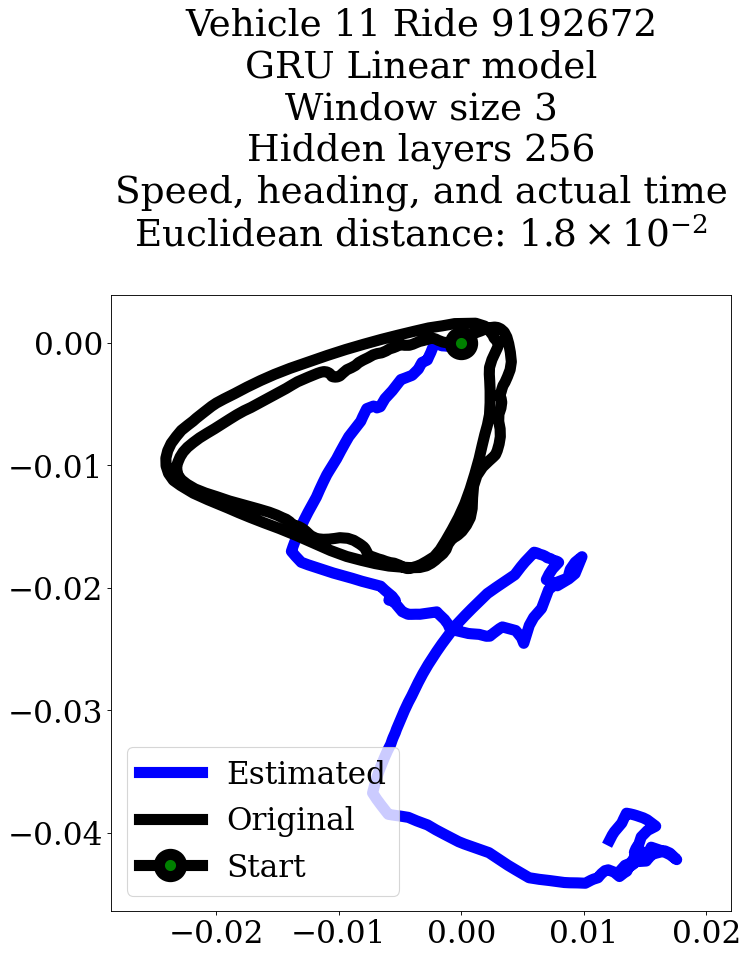 Vehicle 11 Ride 9192672
GRU Linear model
Window size 3
Hidden layers 256
Speed, heading, and actual time
Euclidean distance: 1.8 × 10⁻²
0.00
−0.01
−0.02
−0.03
−0.04
Estimated
Original
Start
−0.02 −0.01 0.00 0.01 0.02